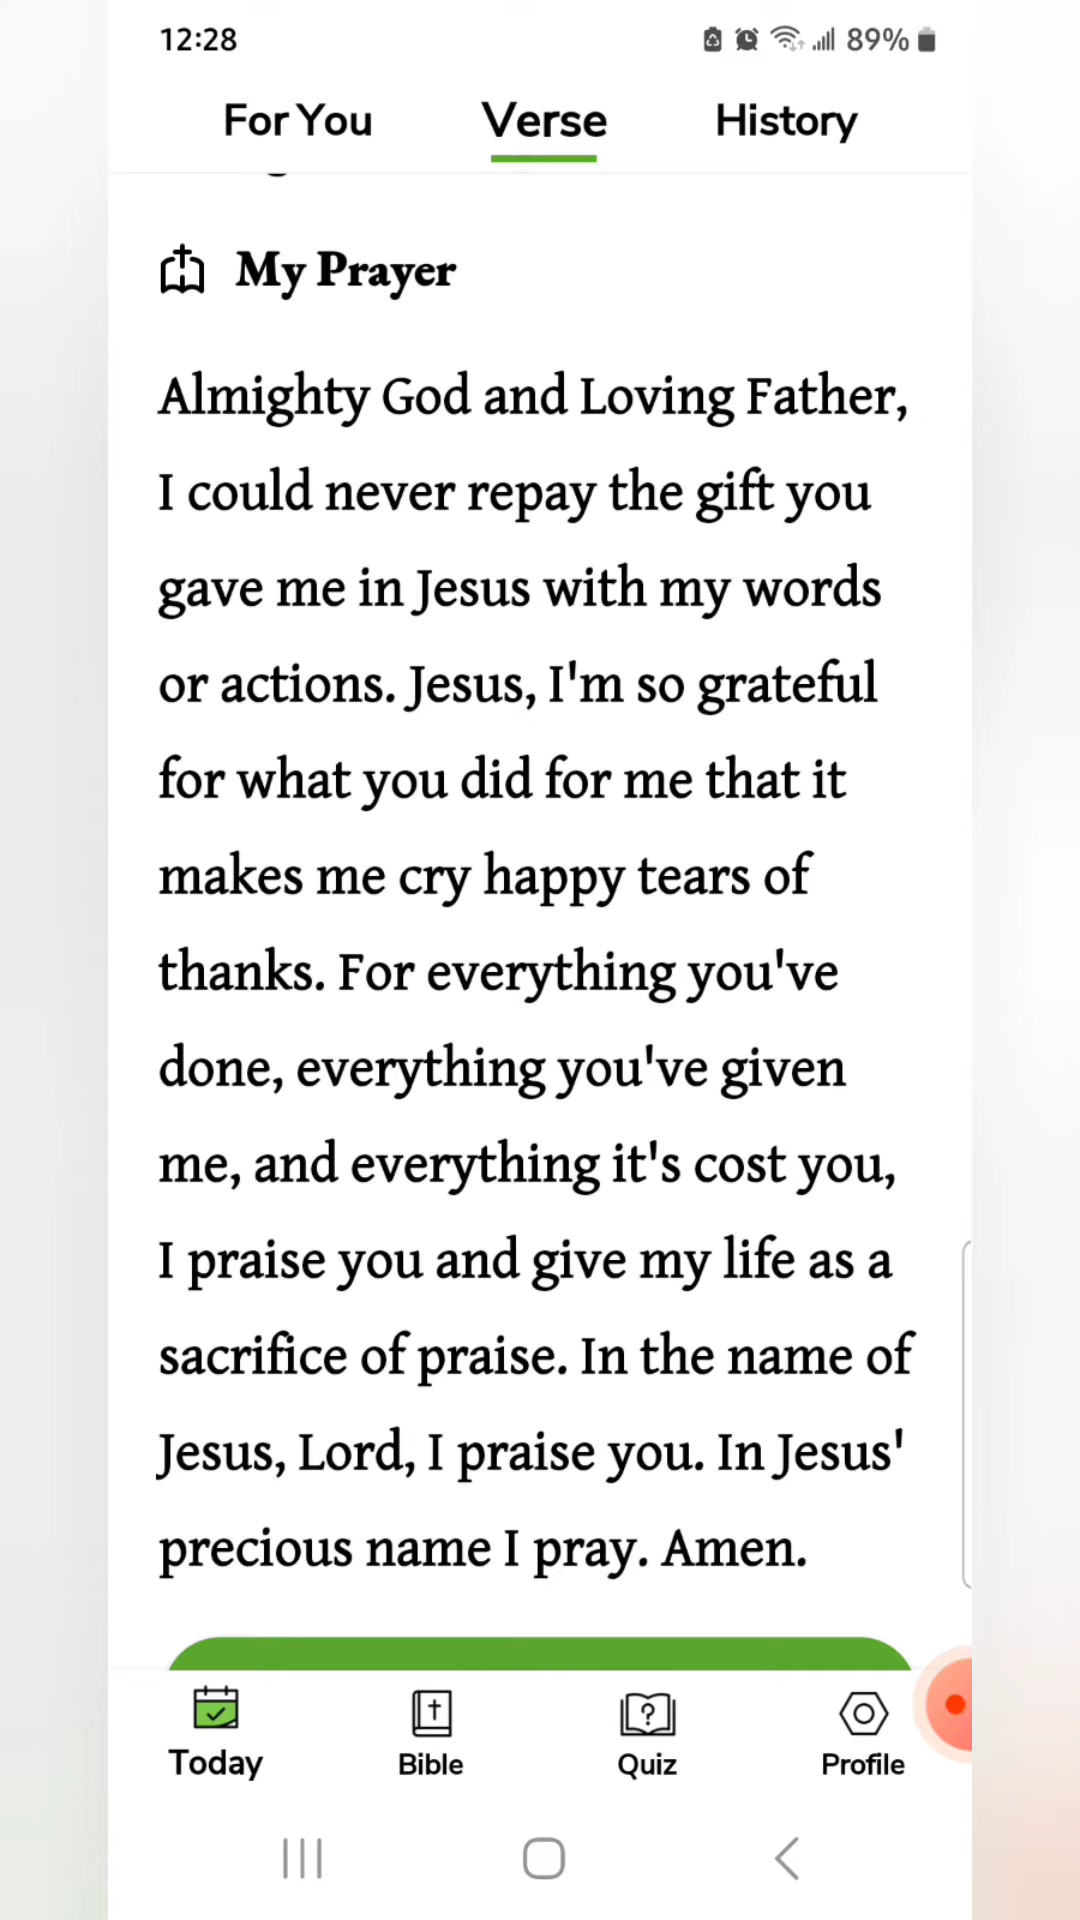 12:28
89%
For You
Verse
History
My Prayer
Almighty God and Loving Father,
I could never repay the gift you
gave me in Jesus with my words
or actions. Jesus, I'm so grateful
for what you did for me that it
makes me cry happy tears of
thanks. For everything you've
done, everything you've given
me, and everything it's cost you,
I praise you and give my life as a
sacrifice of praise. In the name of
Jesus, Lord, I praise you. In Jesus'
precious name I pray. Amen.
Today
Bible
Quiz
Profile